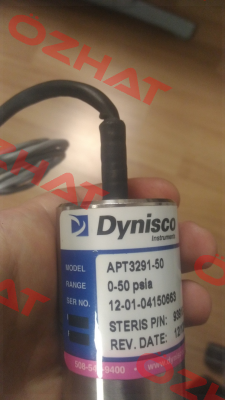 OZHAT
Dynisco
Instruments
MODEL APT3291-50
RANGE 0-50 psia
SER NO. 12-01-04150663
STERIS P/N:
REV. DATE:
OZHAT
OZHAT